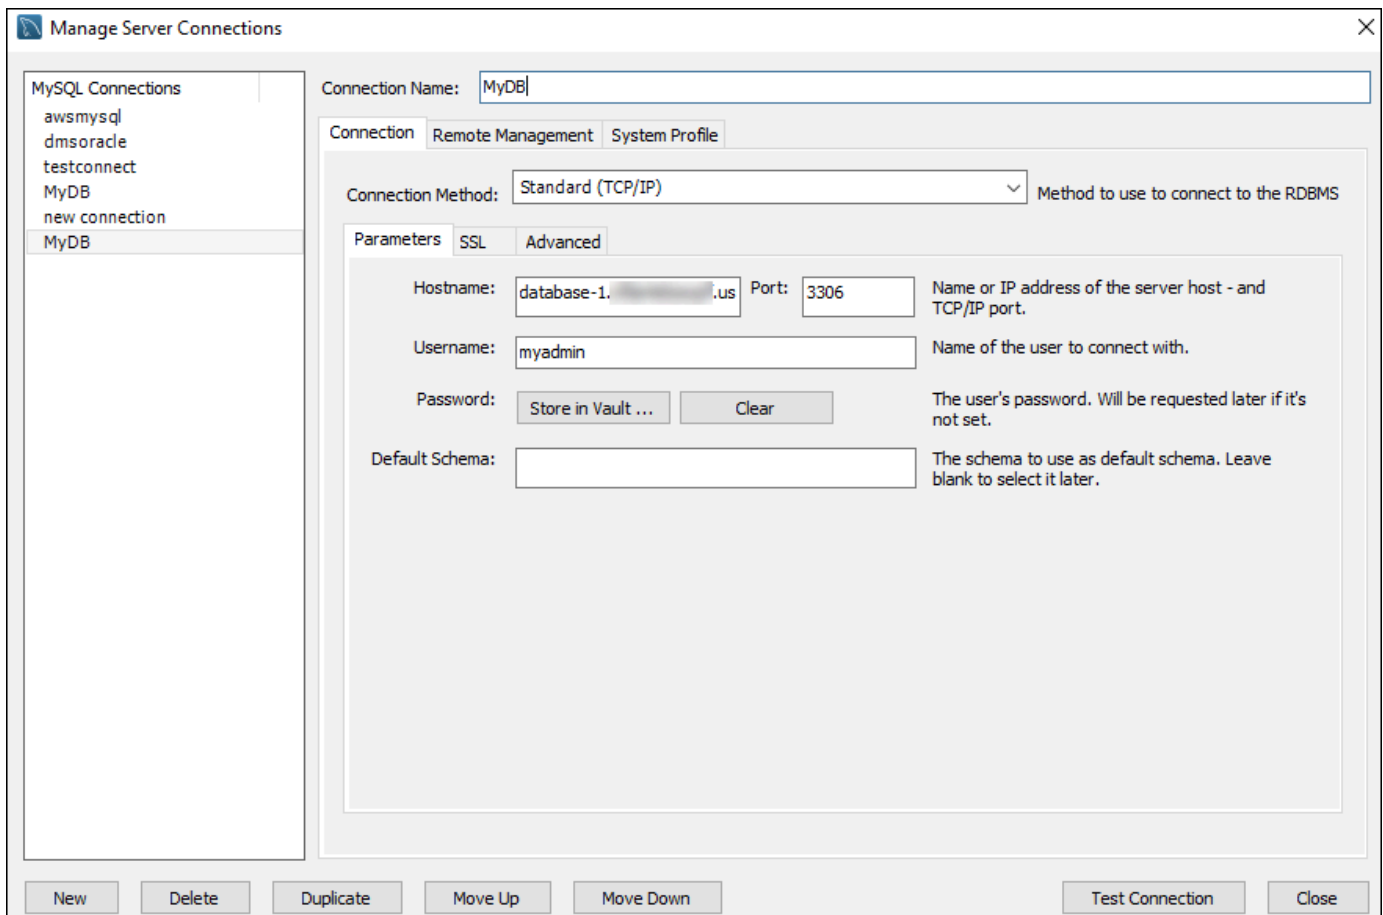 Manage Server Connections
MySQL Connections
awsmysql
dmsoracle
testconnect
MyDB
new connection
MyDB
Connection Name: MyDB
Connection Remote Management System Profile
Connection Method: Standard (TCP/IP) Method to use to connect to the RDBMS
Parameters SSL Advanced
Hostname: database-1. .us Port: 3306 Name or IP address of the server host - and
TCP/IP port.
Username: myadmin Name of the user to connect with.
Password: Store in Vault ... Clear The user's password. Will be requested later if it's
not set.
Default Schema: The schema to use as default schema. Leave
blank to select it later.
New Delete Duplicate Move Up Move Down Test Connection Close